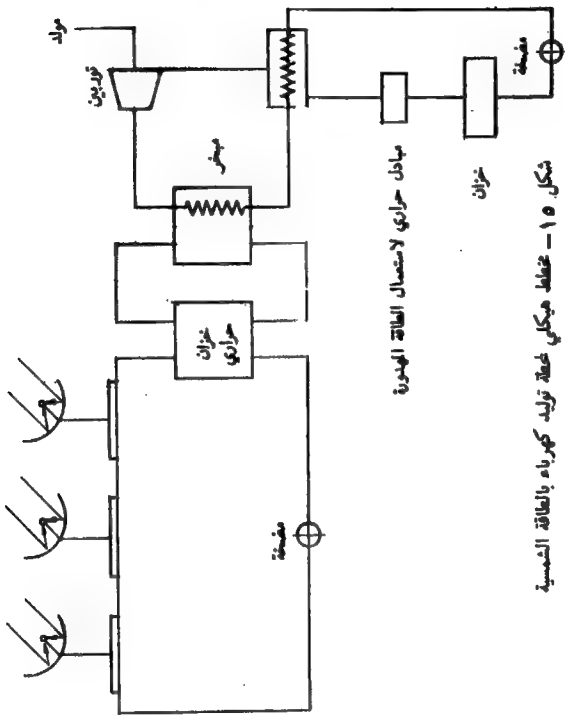 مولد
توربين
مبخر
مضخة
خزان
مبادل حراري لاستعمال الطاقة المهدورة
خزان
حراري
مضخة
شكل ١٥ - مخطط هيكلي لمحطة توليد كهرباء بالطاقة الشمسية